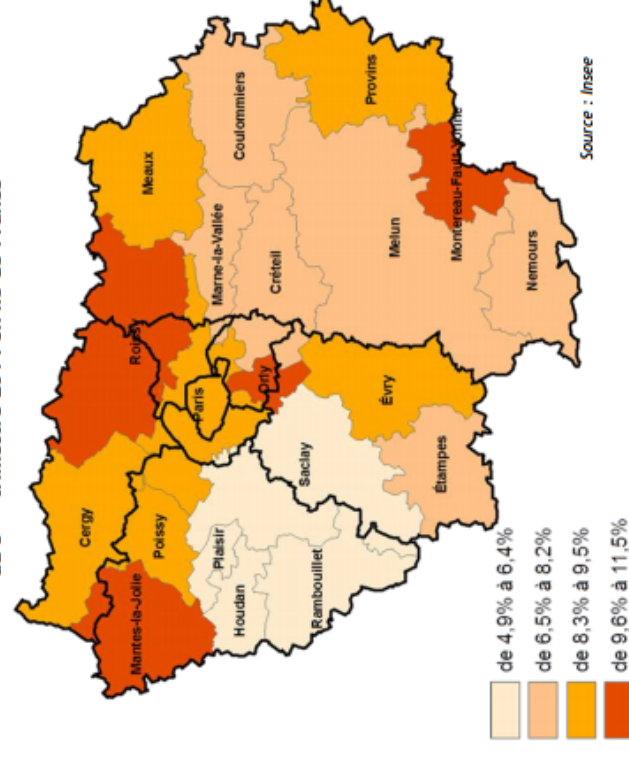 Meaux
Coulommiers
Provins
Marne-la-Vallée
Créteil
Melun
Montereau-Fault-Yonne
Nemours
Roissy
Paris
Orly
Évry
Cergy
Poissy
Saclay
Étampes
Plaisir
Mantes-la-Jolie
Houdan
Rambouillet
Source : Insee
de 4,9% à 6,4%
de 6,5% à 8,2%
de 8,3% à 9,5%
de 9,6% à 11,5%